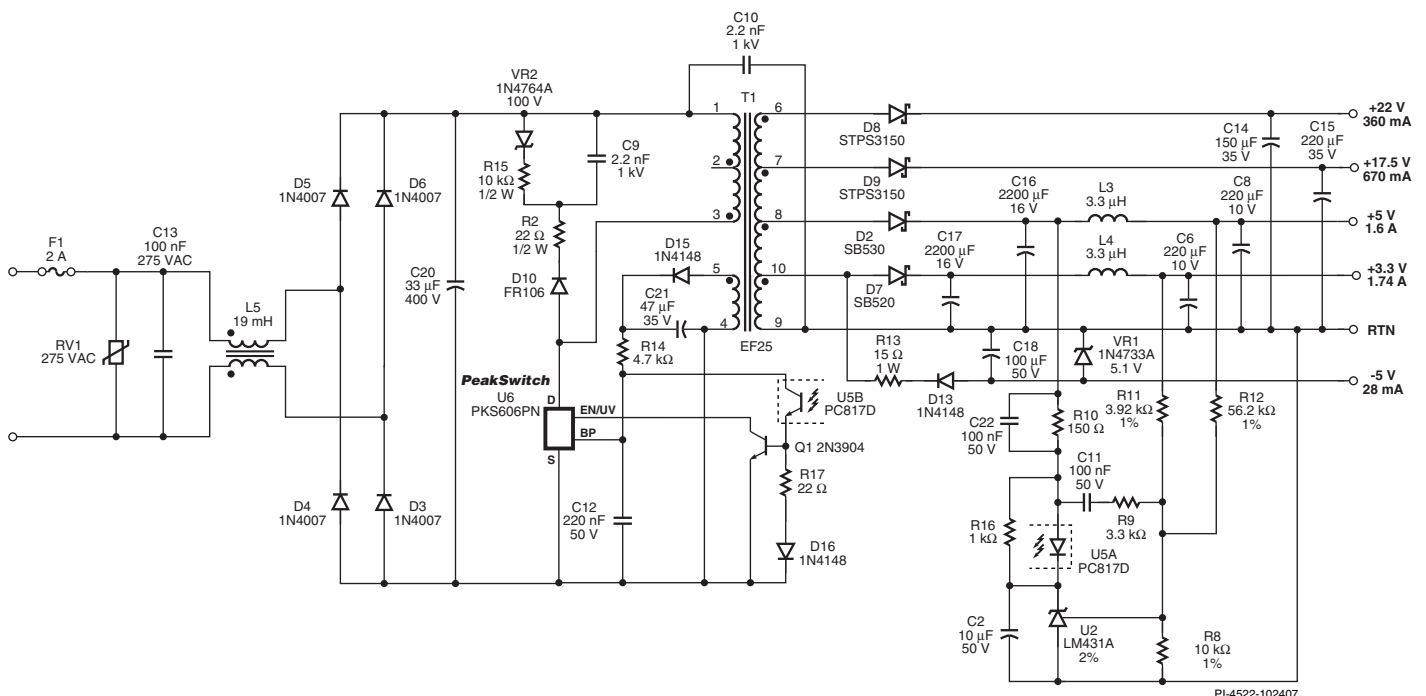 C10
2.2 nF
1 kV
VR2
1N4764A
100 V
T1
1
6
D8
STPS3150
C14
150 µF
35 V
C15
220 µF
35 V
+22 V
360 mA
R15
10 kΩ
1/2 W
C9
2.2 nF
1 kV
2
7
D9
STPS3150
C16
2200 µF
16 V
L3
3.3 µH
C8
220 µF
10 V
+17.5 V
670 mA
D5
1N4007
D6
1N4007
R2
22 Ω
1/2 W
3
8
D2
SB530
C17
2200 µF
16 V
L4
3.3 µH
C6
220 µF
10 V
+5 V
1.6 A
F1
2 A
C13
100 nF
275 VAC
C20
33 µF
400 V
D10
FR106
D15
1N4148
C21
47 µF
35 V
5
10
D7
SB520
+3.3 V
1.74 A
L5
19 mH
RV1
275 VAC
R14
4.7 kΩ
4
9
EF25
R13
15 Ω
1 W
C18
100 µF
50 V
VR1
1N4733A
5.1 V
RTN
PeakSwitch
U6
PKS606PN
D
EN/UV
BP
S
U5B
PC817D
D13
1N4148
-5 V
28 mA
R11
3.92 kΩ
1%
R12
56.2 kΩ
1%
C22
100 nF
50 V
R10
150 Ω
Q1 2N3904
R17
22 Ω
C11
100 nF
50 V
R9
3.3 kΩ
D4
1N4007
D3
1N4007
C12
220 nF
50 V
D16
1N4148
R16
1 kΩ
U5A
PC817D
C2
10 µF
50 V
U2
LM431A
2%
R8
10 kΩ
1%
PI-4522-102407